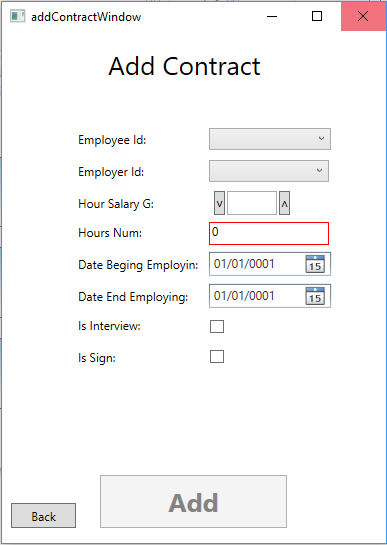 addContractWindow
Add Contract
Employee Id:
Employer Id:
Hour Salary G:
v ʌ
Hours Num:
0
Date Beging Employin:
01/01/0001
15
Date End Employing:
01/01/0001
15
Is Interview:
Is Sign:
Add
Back